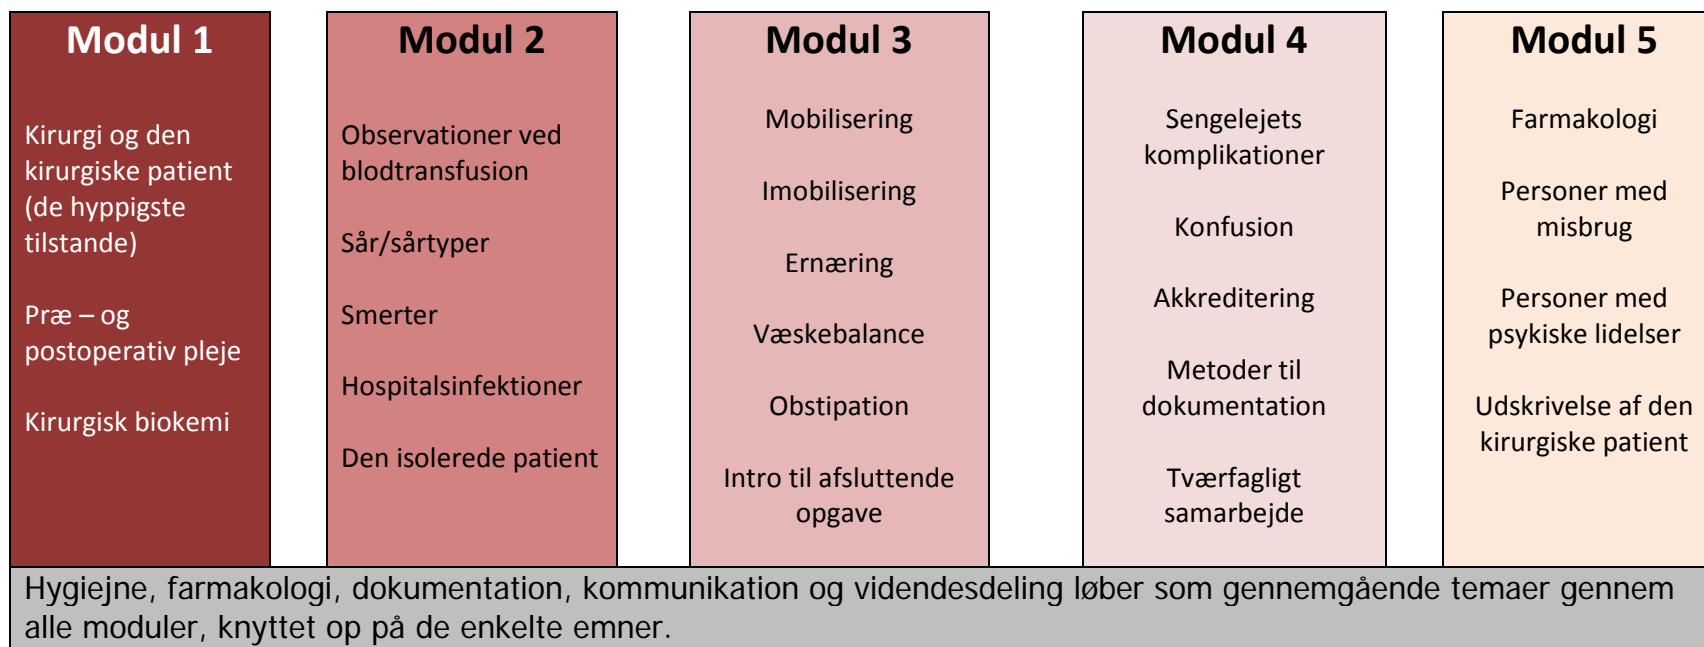 Modul 1
Kirurgi og den
kirurgiske patient
(de hyppigste
tilstande)
Præ – og
postoperativ pleje
Kirurgisk biokemi
Modul 2
Observationer ved
blodtransfusion
Sår/sårtyper
Smerter
Hospitalsinfektioner
Den isolerede patient
Modul 3
Mobilisering
Imobilisering
Ernæring
Væskebalance
Obstipation
Intro til afsluttende
opgave
Modul 4
Sengelejets
komplikationer
Konfusion
Akkreditering
Metoder til
dokumentation
Tværfagligt
samarbejde
Modul 5
Farmakologi
Personer med
misbrug
Personer med
psykiske lidelser
Udskrivelse af den
kirurgiske patient
Hygiejne, farmakologi, dokumentation, kommunikation og videndesdeling løber som gennemgående temaer gennem
alle moduler, knyttet op på de enkelte emner.